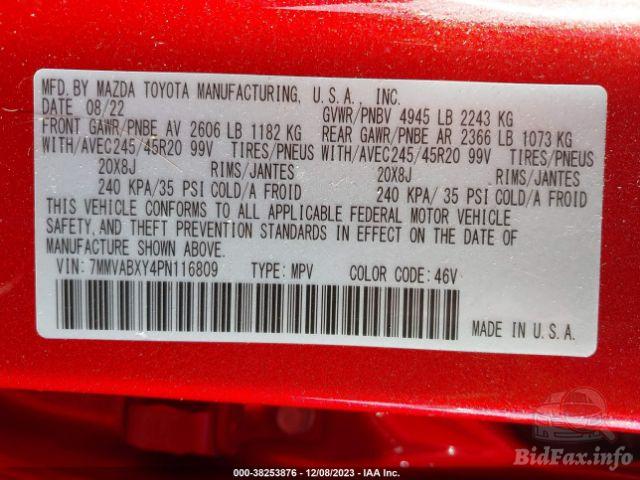 MFD. BY MAZDA TOYOTA MANUFACTURING, U.S.A., INC.
DATE 08/22 GVWR/PNBV 4945 LB 2243 KG
FRONT GAWR/PNBE AV 2606 LB 1182 KG REAR GAWR/PNBE AR 2366 LB 1073 KG
WITH/AVEC245/45R20 99V TIRES/PNEUS WITH/AVEC245/45R20 99V TIRES/PNEUS
20X8J RIMS/JANTES 20X8J RIMS/JANTES
240 KPA/35 PSI COLD/A FROID 240 KPA/ 35 PSI COLD/A FROID
THIS VEHICLE CONFORMS TO ALL APPLICABLE FEDERAL MOTOR VEHICLE
SAFETY, AND THEFT PREVENTION STANDARDS IN EFFECT ON THE DATE OF
MANUFACTURE SHOWN ABOVE.
VIN: 7MMVABXY4PN116809 TYPE: MPV COLOR CODE: 46V
MADE IN U.S.A.
BidFax.info
000-38253876 - 12/08/2023 - IAA Inc.